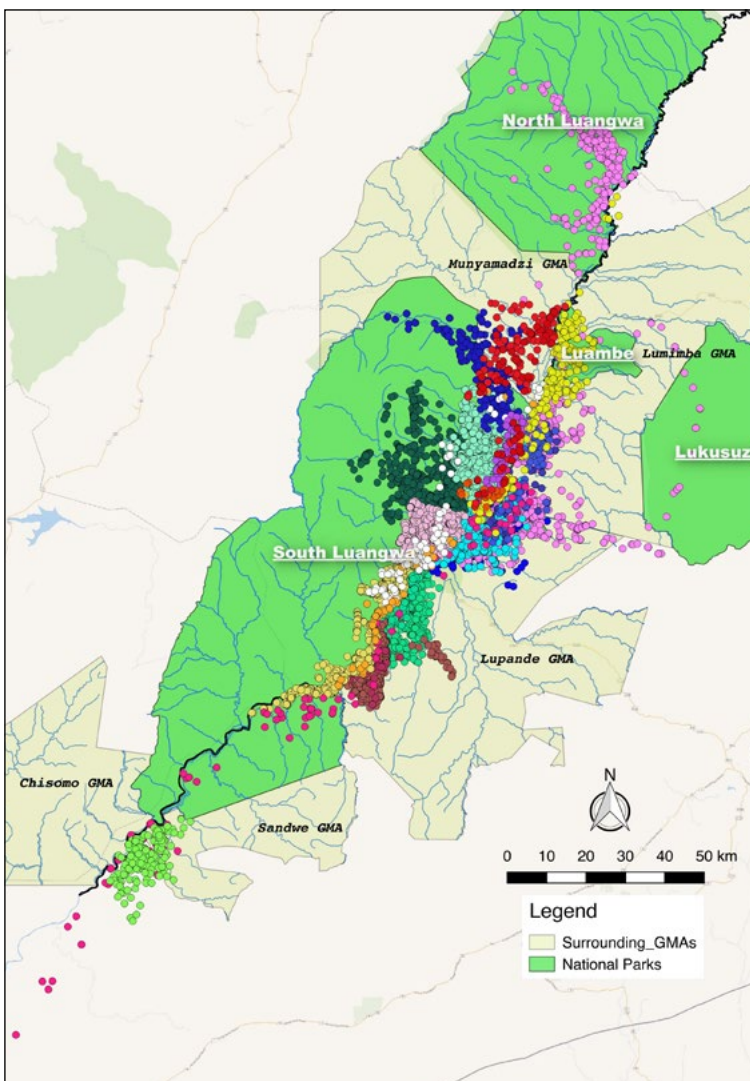 North Luangwa
Munyamadzi GMA
Luambe
Lumimba GMA
Lukusuz
South Luangwa
Lupande GMA
Chisomo GMA
Sandwe GMA
N
0 10 20 30 40 50 km
Legend
Surrounding_GMAs
National Parks